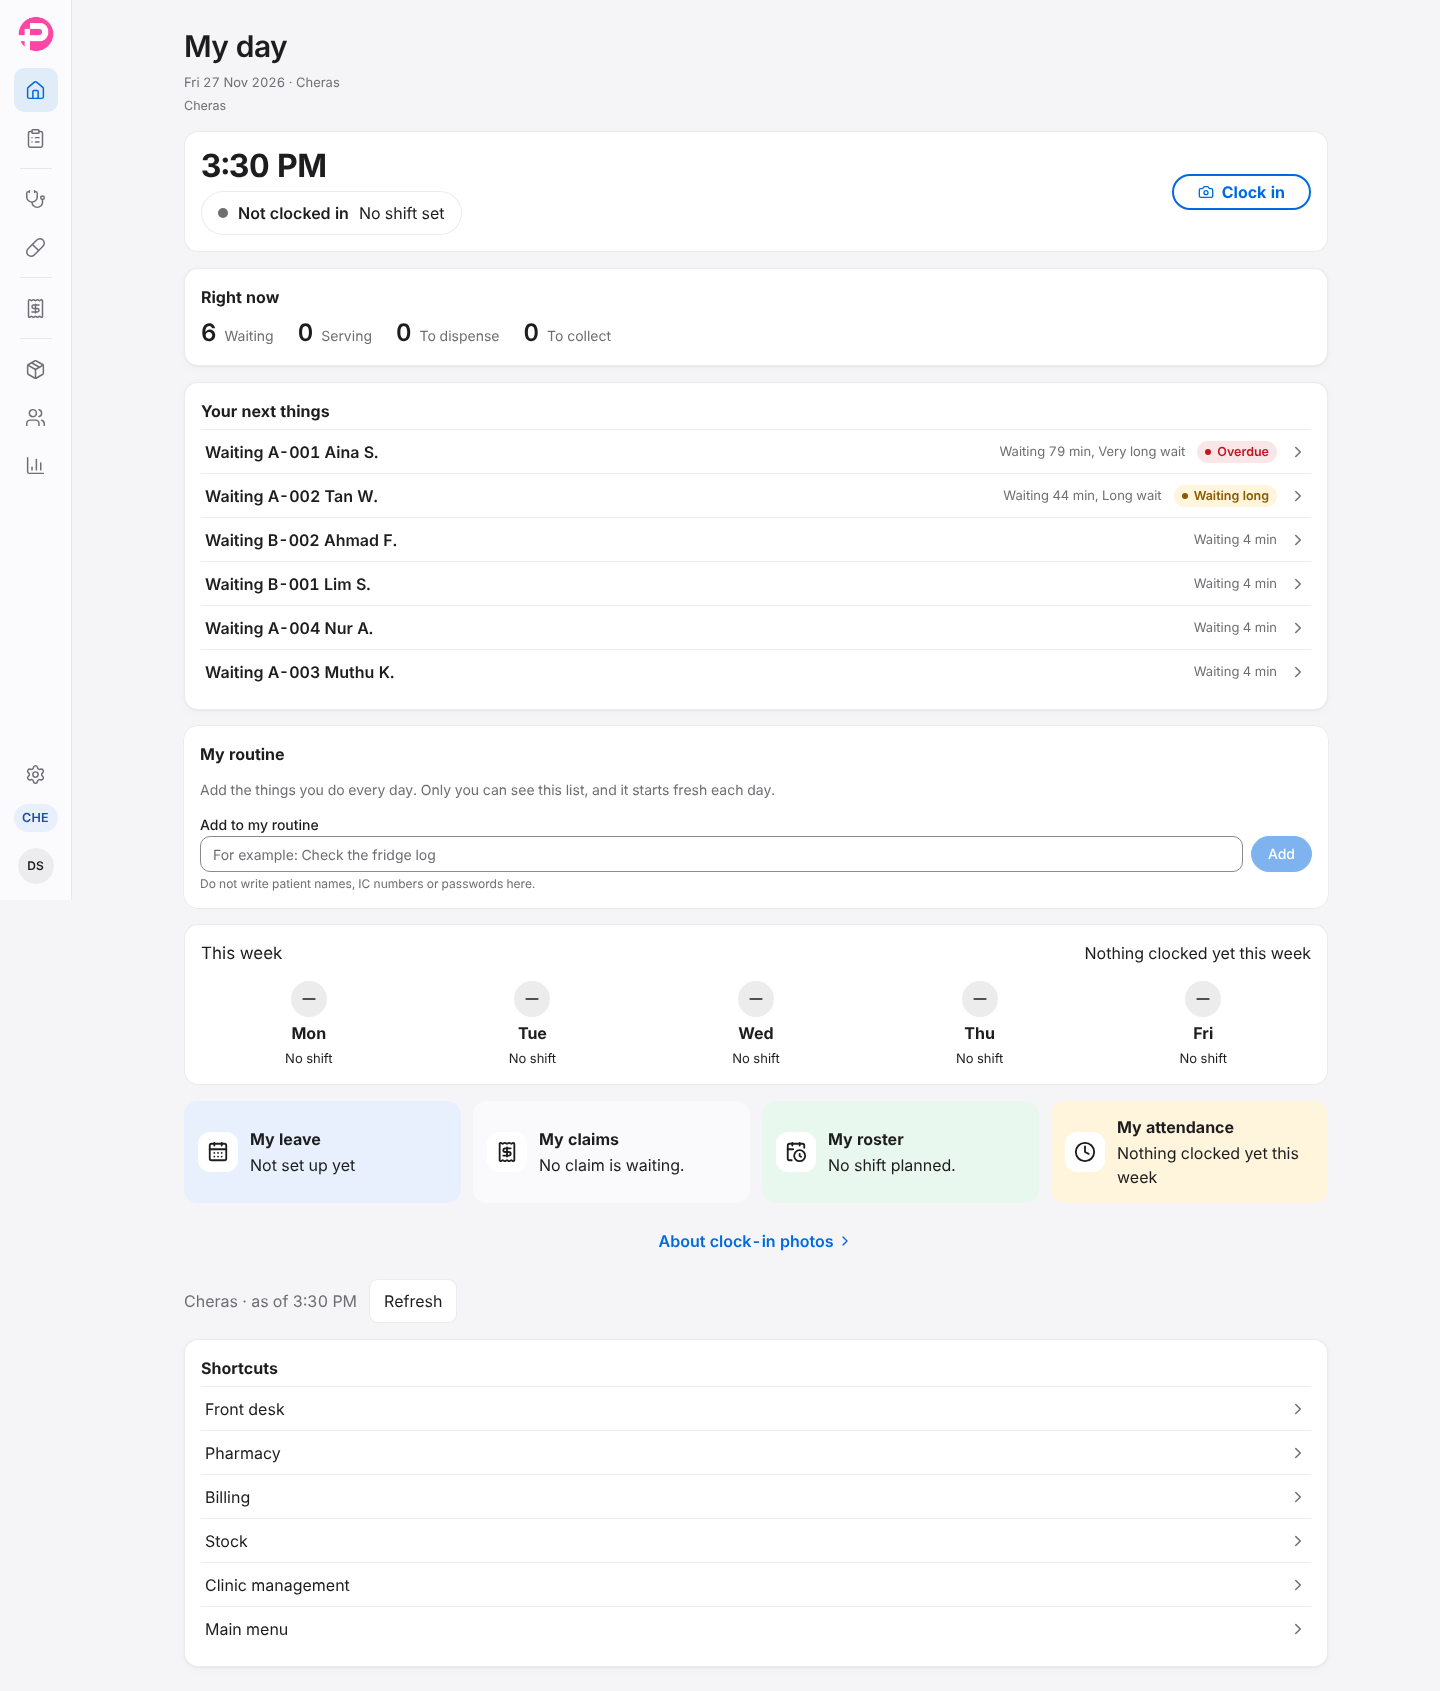 My day
Fri 27 Nov 2026 · Cheras
Cheras
3:30 PM
Not clocked in No shift set
Clock in
Right now
6 Waiting 0 Serving 0 To dispense 0 To collect
Your next things
Waiting A-001 Aina S. Waiting 79 min, Very long wait Overdue
Waiting A-002 Tan W. Waiting 44 min, Long wait Waiting long
Waiting B-002 Ahmad F. Waiting 4 min
Waiting B-001 Lim S. Waiting 4 min
Waiting A-004 Nur A. Waiting 4 min
Waiting A-003 Muthu K. Waiting 4 min
CHE
DS
My routine
Add the things you do every day. Only you can see this list, and it starts fresh each day.
Add to my routine
For example: Check the fridge log Add
Do not write patient names, IC numbers or passwords here.
This week Nothing clocked yet this week
Mon Tue Wed Thu Fri
No shift No shift No shift No shift No shift
My leave
Not set up yet
My claims
No claim is waiting.
My roster
No shift planned.
My attendance
Nothing clocked yet this
week
About clock-in photos
Cheras · as of 3:30 PM Refresh
Shortcuts
Front desk
Pharmacy
Billing
Stock
Clinic management
Main menu